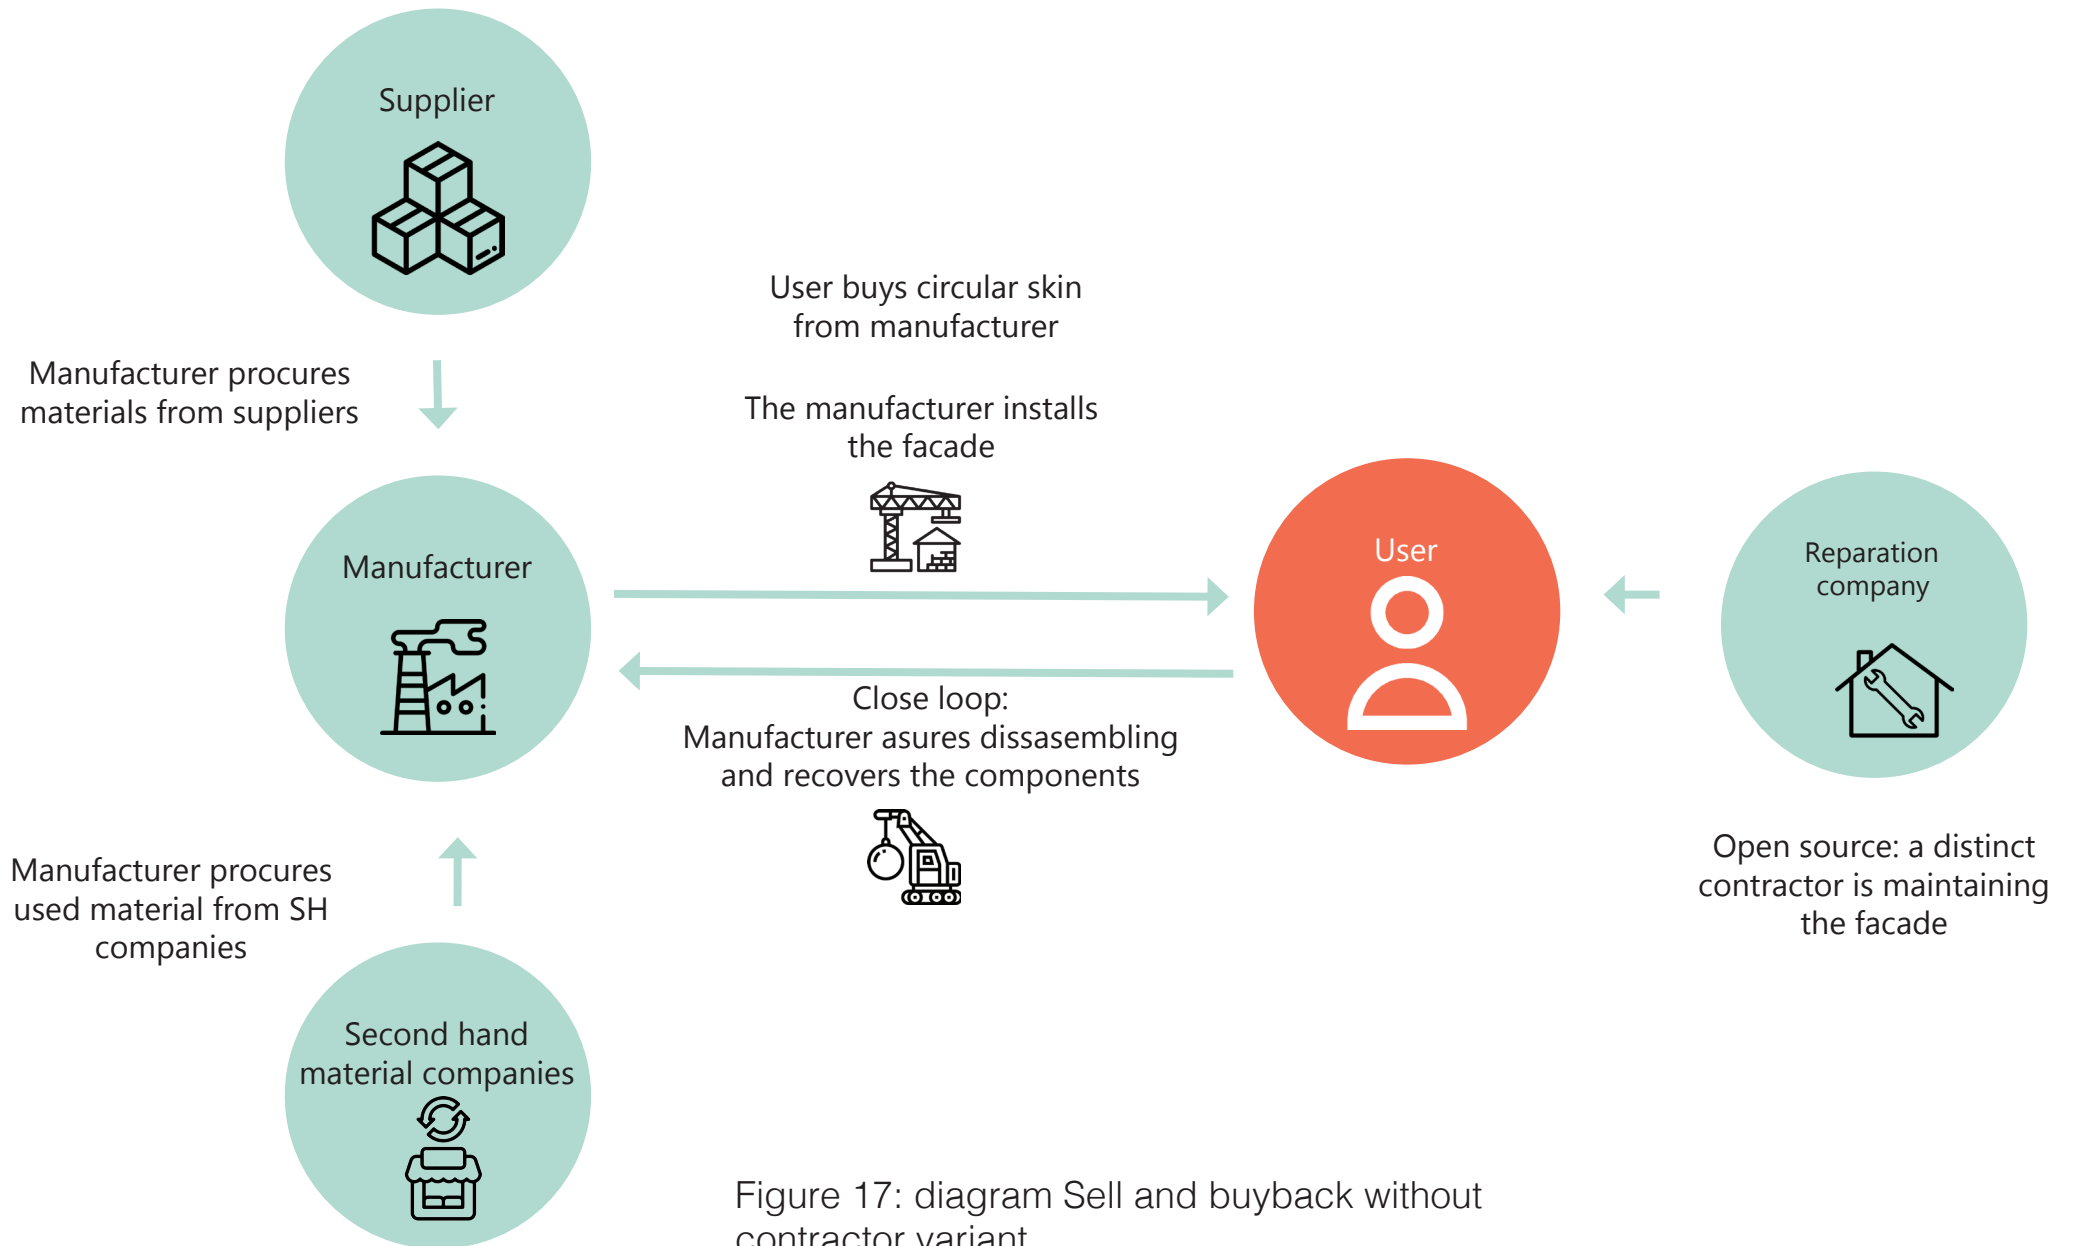 Supplier
User buys circular skin
from manufacturer
Manufacturer procures
materials from suppliers
The manufacturer installs
the facade
Manufacturer
User
Reparation
company
Close loop:
Manufacturer asures dissasembling
and recovers the components
Manufacturer procures
used material from SH
companies
Open source: a distinct
contractor is maintaining
the facade
Second hand
material companies
Figure 17: diagram Sell and buyback without
contractor variant